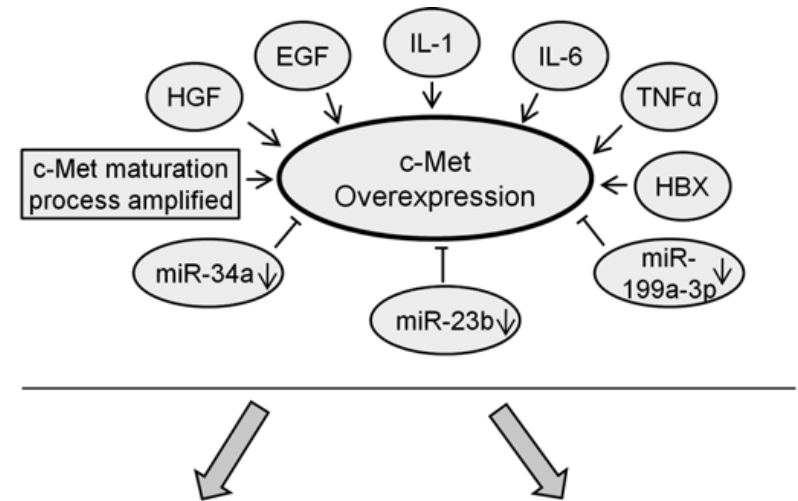 IL-1
EGF
IL-6
HGF
TNFα
c-Met maturation
process amplified
c-Met
Overexpression
HBX
miR-34a↓
miR-
199a-3p↓
miR-23b↓